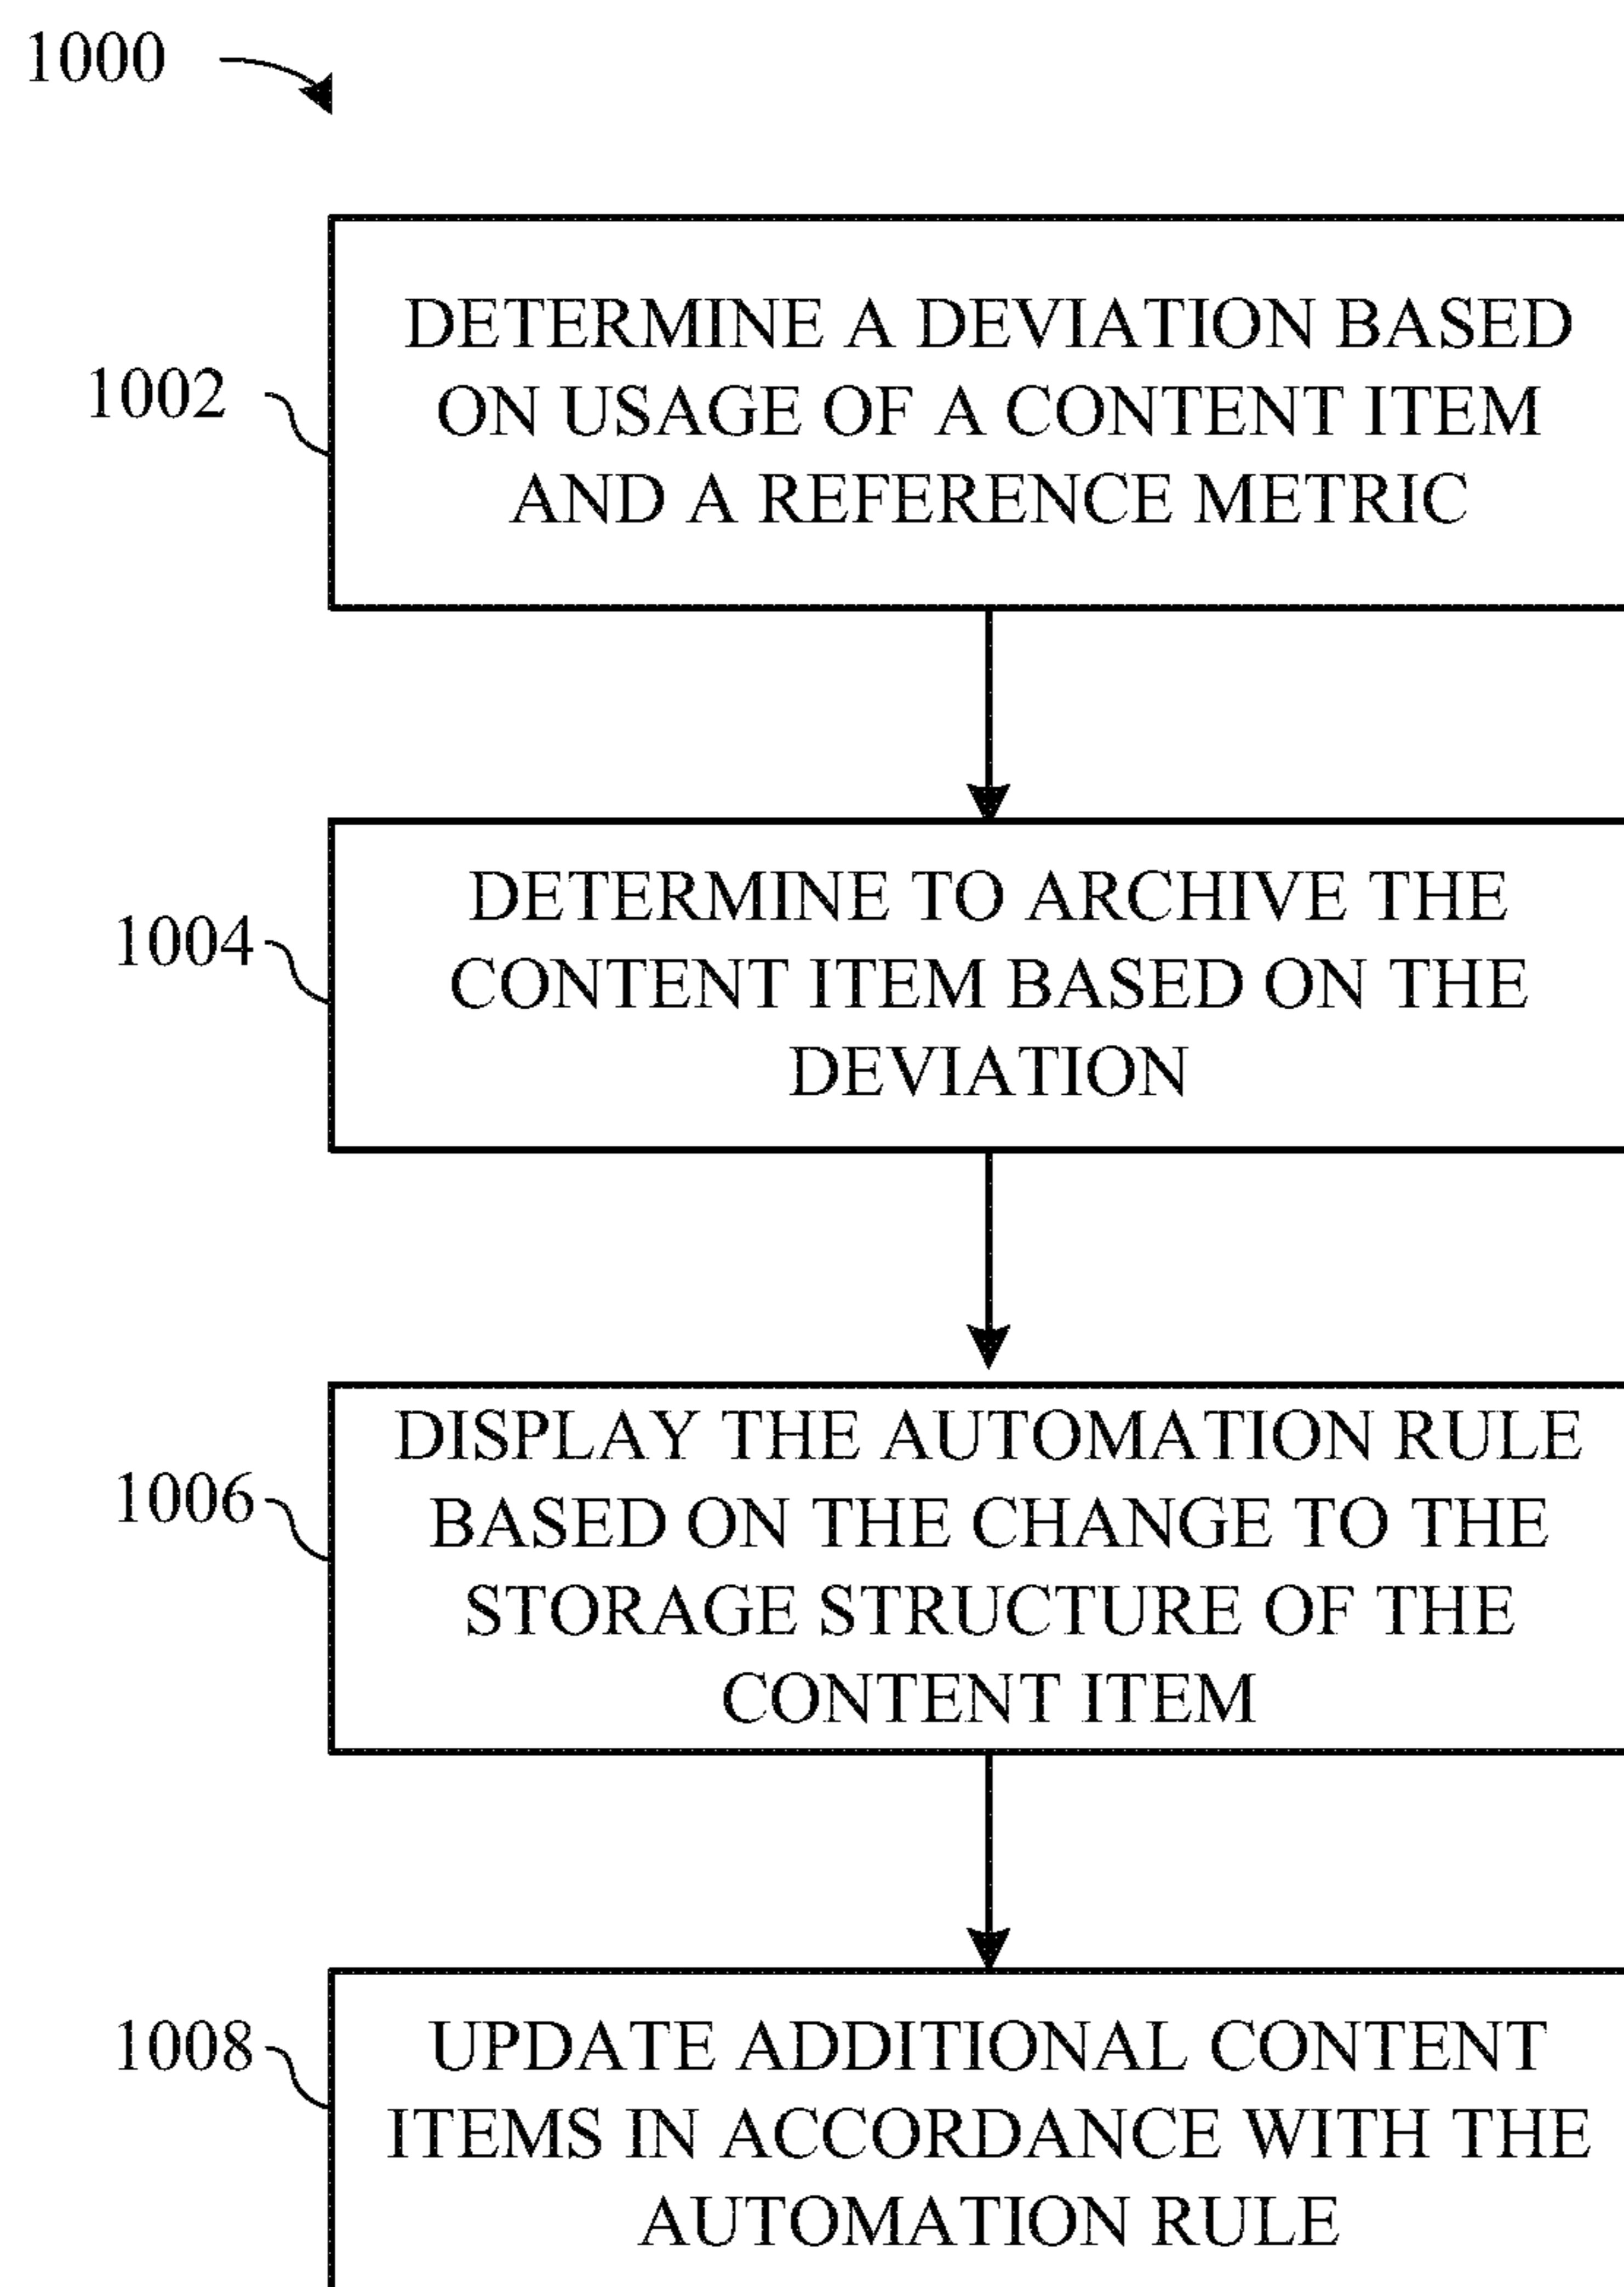 1000
1002
DETERMINE A DEVIATION BASED
ON USAGE OF A CONTENT ITEM
AND A REFERENCE METRIC
1004
DETERMINE TO ARCHIVE THE
CONTENT ITEM BASED ON THE
DEVIATION
1006
DISPLAY THE AUTOMATION RULE
BASED ON THE CHANGE TO THE
STORAGE STRUCTURE OF THE
CONTENT ITEM
1008
UPDATE ADDITIONAL CONTENT
ITEMS IN ACCORDANCE WITH THE
AUTOMATION RULE